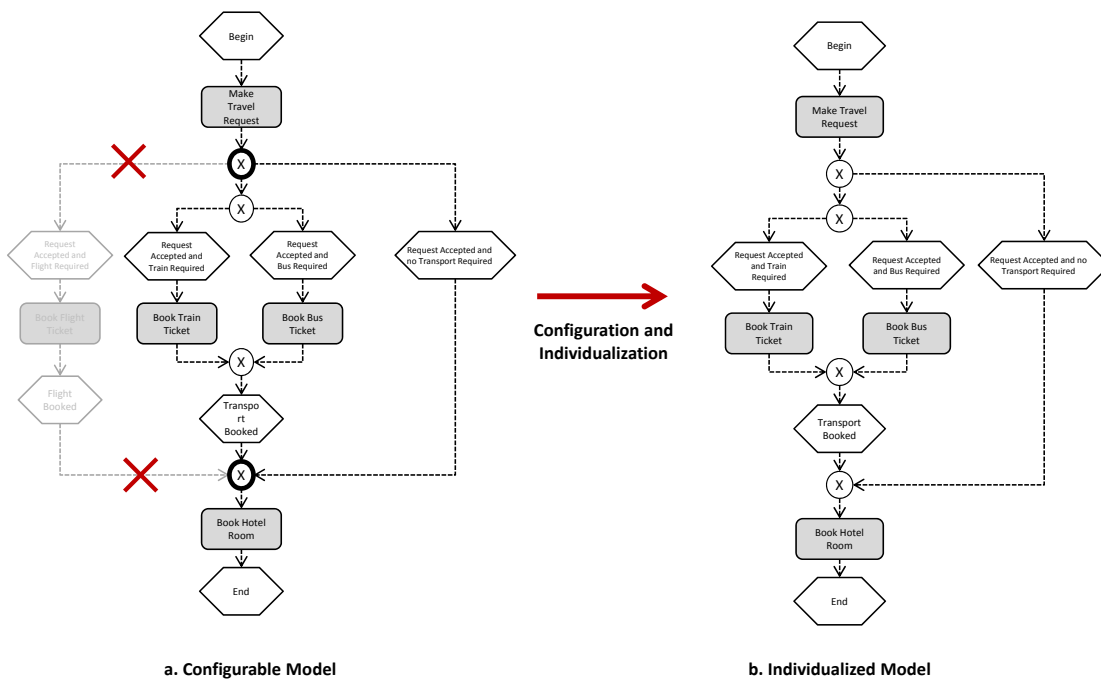 Begin
Make
Travel
Request
X
X
Request
Accepted and
Flight Required
Request
Accepted and
Train Required
Request
Accepted and
Bus Required
Request Accepted and
no Transport Required
Book Flight
Ticket
Book Train
Ticket
Book Bus
Ticket
Flight
Booked
X
Transpo
rt
Booked
X
Book Hotel
Room
End
a. Configurable Model
Configuration and
Individualization
Begin
Make Travel
Request
X
X
Request Accepted
and Train
Required
Request Accepted
and Bus Required
Request Accepted and no
Transport Required
Book Train
Ticket
Book Bus
Ticket
X
Transport
Booked
X
Book Hotel
Room
End
b. Individualized Model